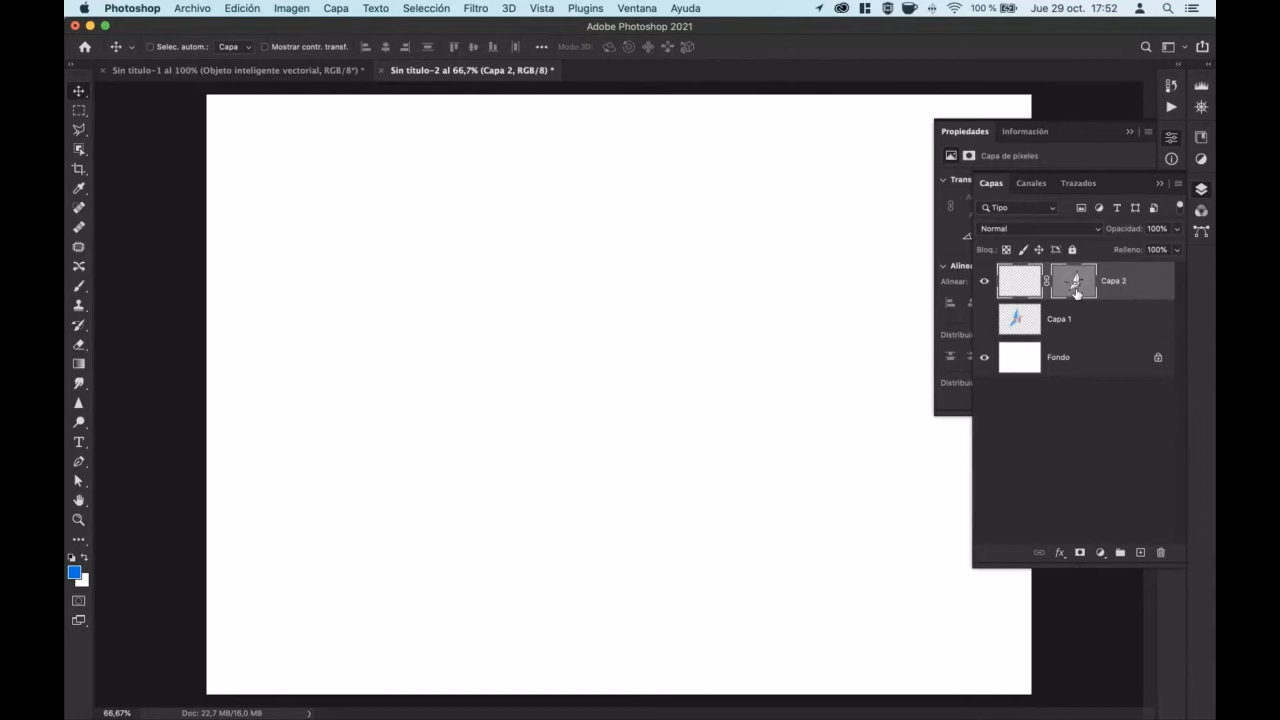 Photoshop Archivo Edición Imagen Capa Texto Selección Filtro 3D Vista Plugins Ventana Ayuda 100 % Jue 29 oct. 17:52
Adobe Photoshop 2021
Selec. autom.: Capa Mostrar contr. transf. Modo 3D:
Sin título-1 al 100% (Objeto inteligente vectorial, RGB/8*) * Sin título-2 al 66,7% (Capa 2, RGB/8) *
Propiedades Información
Capa de píxeles
Trans
Capas Canales Trazados
Tipo
Normal Opacidad: 100%
Bloq.: Relleno: 100%
Alinea
Alinear: Capa 2
Capa 1
Distribui
Fondo
Distribui
66,67% Doc: 22,7 MB/16,0 MB